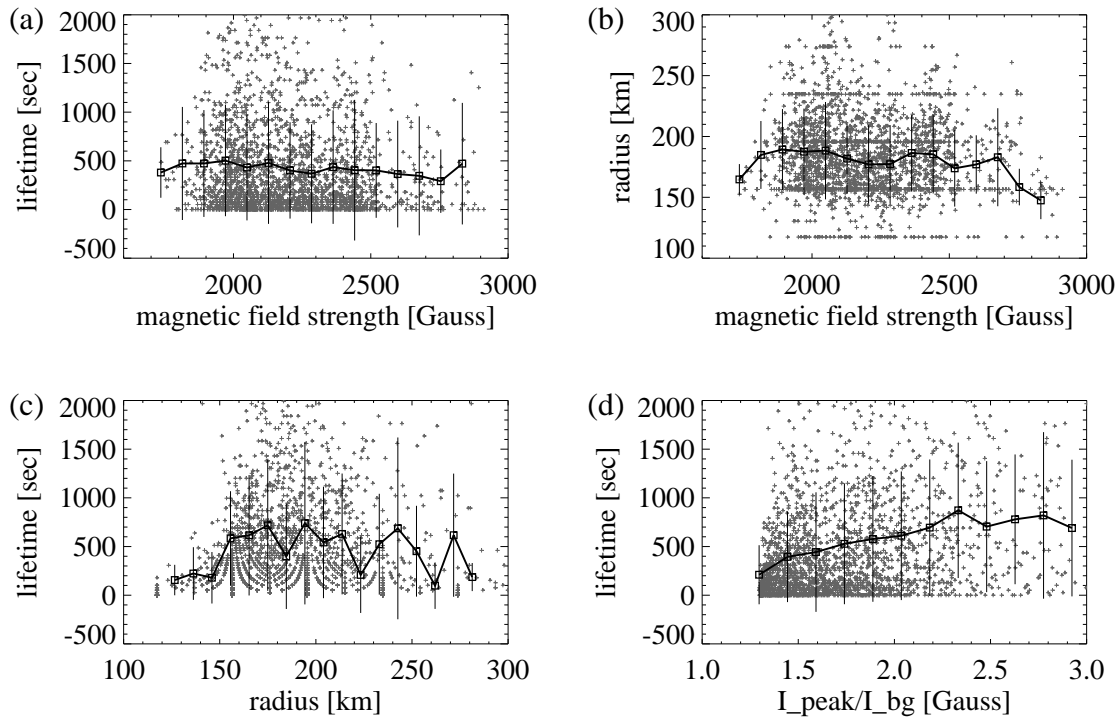 (a)
2000
1500
1000
500
0
-500
lifetime [sec]
2000 2500 3000
magnetic field strength [Gauss]
(b)
300
250
200
150
100
radius [km]
2000 2500 3000
magnetic field strength [Gauss]
(c)
2000
1500
1000
500
0
-500
lifetime [sec]
100 150 200 250 300
radius [km]
(d)
2000
1500
1000
500
0
-500
lifetime [sec]
1.0 1.5 2.0 2.5 3.0
I_peak/I_bg [Gauss]